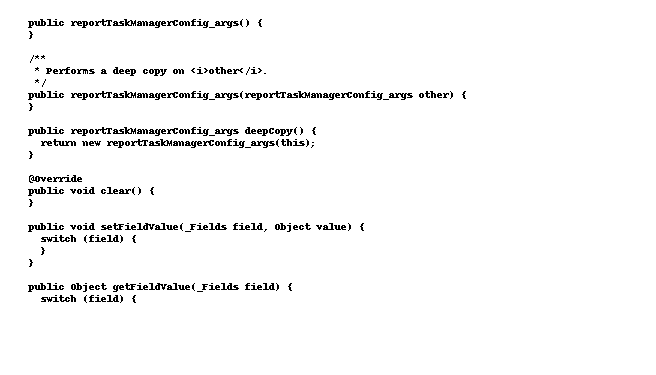 public reportTaskManagerConfig_args() {
}

/**
 * Performs a deep copy on <i>other</i>.
 */
public reportTaskManagerConfig_args(reportTaskManagerConfig_args other) {
}

public reportTaskManagerConfig_args deepCopy() {
  return new reportTaskManagerConfig_args(this);
}

@Override
public void clear() {
}

public void setFieldValue(_Fields field, Object value) {
  switch (field) {
  }
}

public Object getFieldValue(_Fields field) {
  switch (field) {